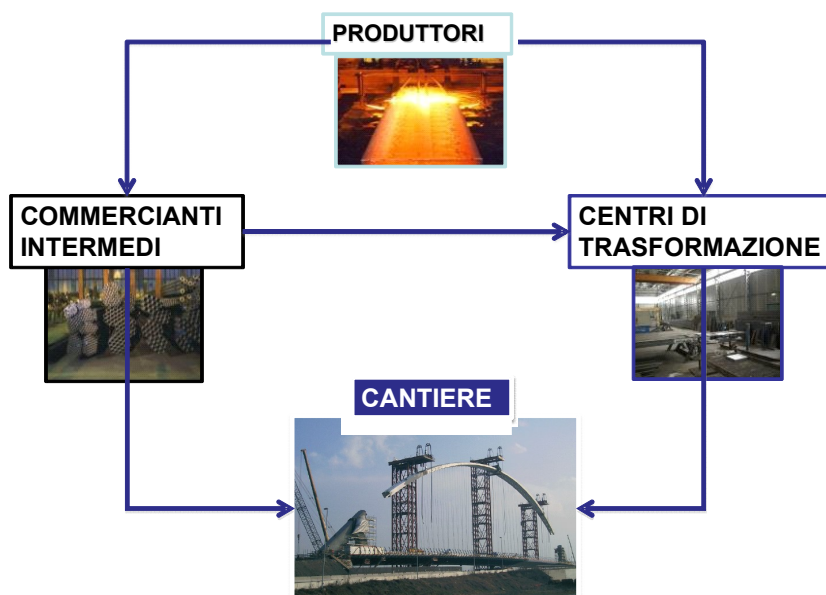 PRODUTTORI
COMMERCIANTI
INTERMEDI
CENTRI DI
TRASFORMAZIONE
CANTIERE